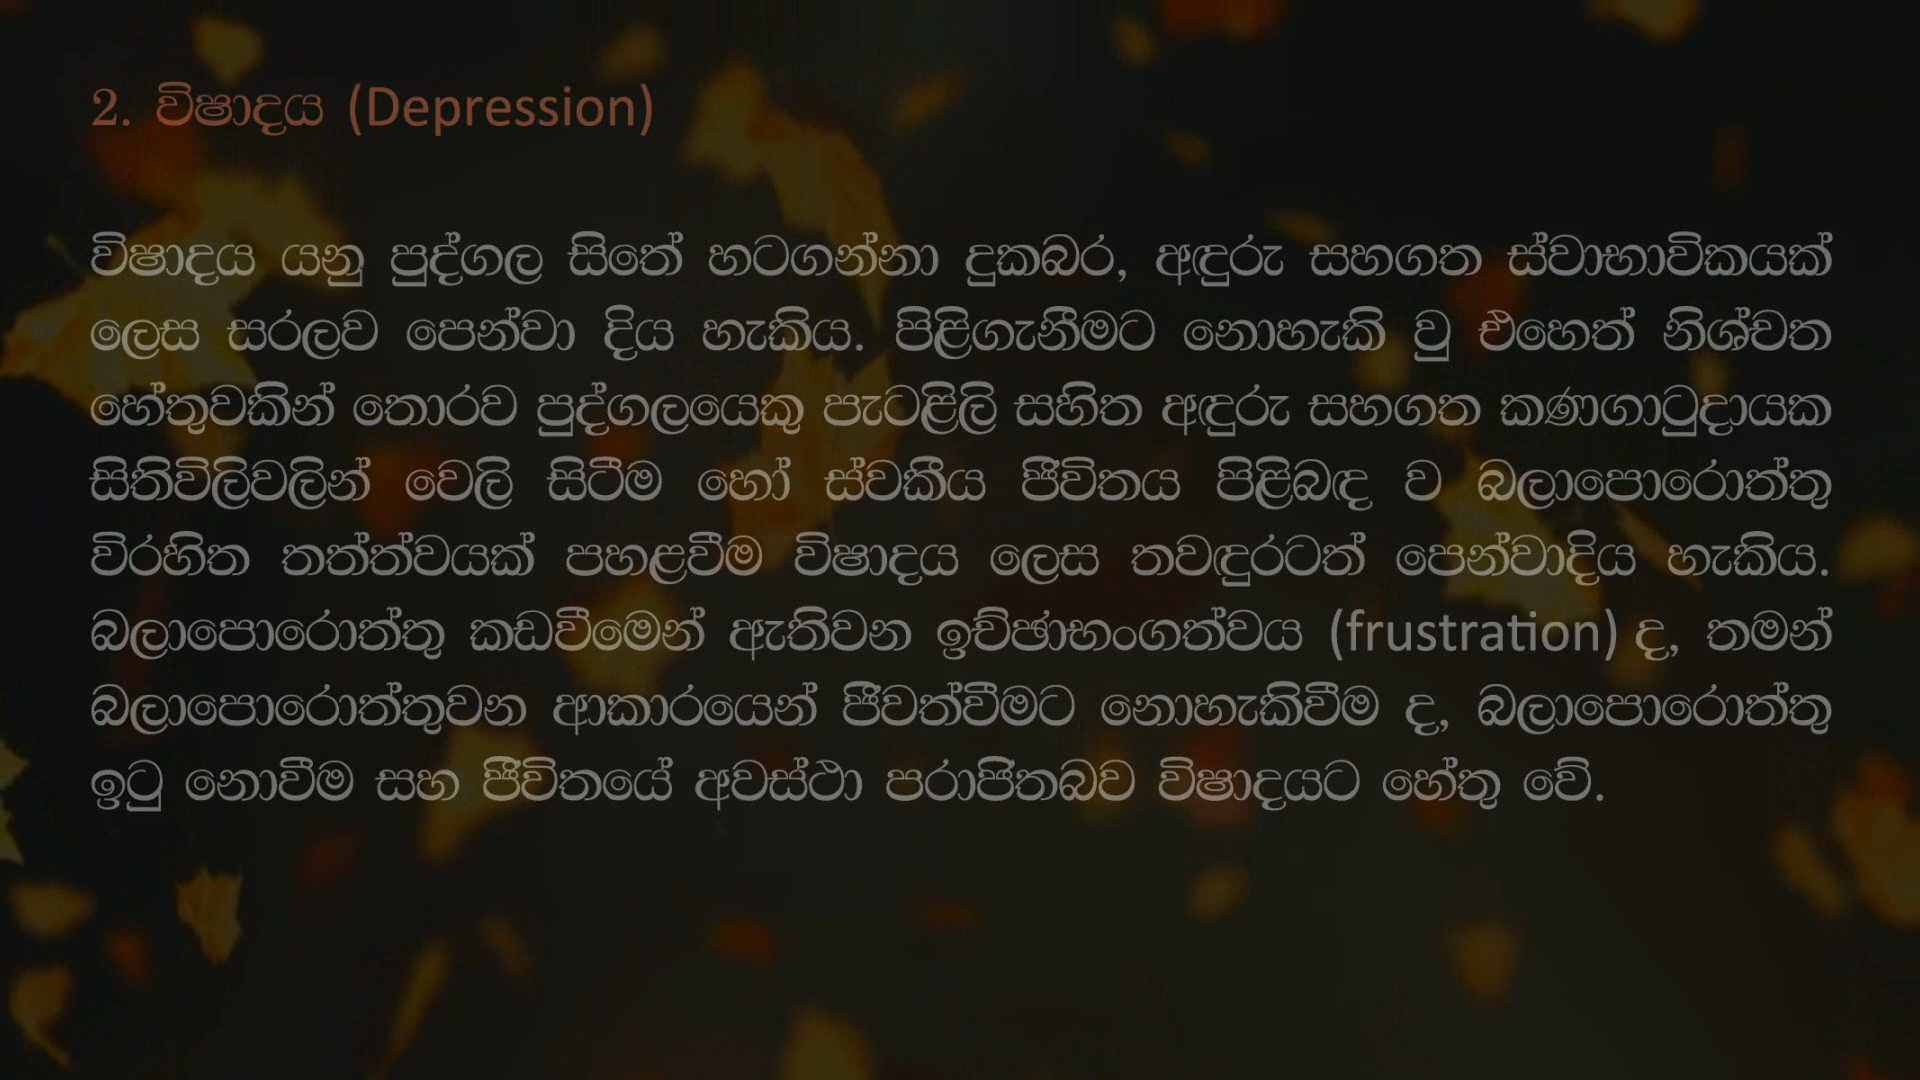 2. විෂාදය (Depression)
විෂාදය යනු පුද්ගල සිතේ හටගන්නා දුකබර, අඳුරු සහගත ස්වාභාවිකයක්
ලෙස සරලව පෙන්වා දිය හැකිය. පිළිගැනීමට නොහැකි වූ එහෙත් නිශ්චිත
හේතුවකින් තොරව පුද්ගලයෙකු පැටළිලි සහිත අඳුරු සහගත කණගාටුදායක
සිතිවිලිවලින් වෙලි සිටීම හෝ ස්වකීය ජීවිතය පිළිබඳ ව බලාපොරොත්තු
විරහිත තත්ත්වයක් පහළවීම විෂාදය ලෙස තවඳුරටත් පෙන්වාදිය හැකිය.
බලාපොරොත්තු කඩවීමෙන් ඇතිවන ඉච්ඡාභංගත්වය (frustration) ද, තමන්
බලාපොරොත්තුවන ආකාරයෙන් ජීවත්වීමට නොහැකිවීම ද, බලාපොරොත්තු
ඉටු නොවීම සහ ජීවිතයේ අවස්ථා පරාජිතබව විෂාදයට හේතු වේ.